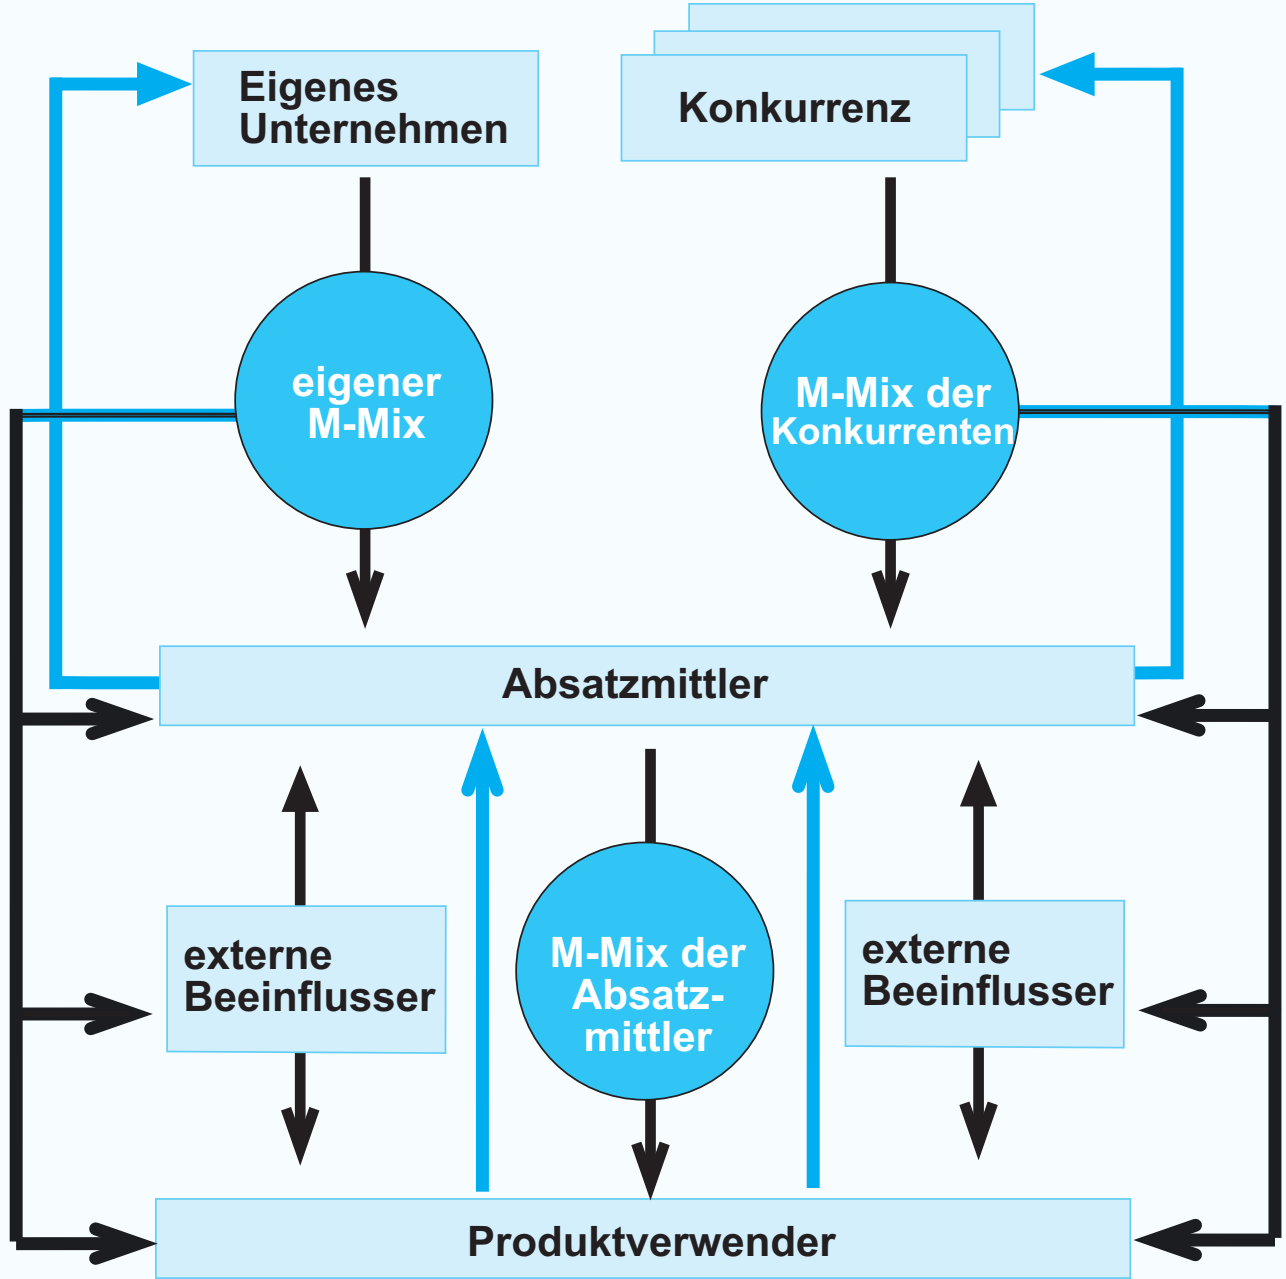 Eigenes
Unternehmen
Konkurrenz
eigener
M-Mix
M-Mix der
Konkurrenten
Absatzmittler
externe
Beeinflusser
M-Mix der
Absatz-
mittler
externe
Beeinflusser
Produktverwender